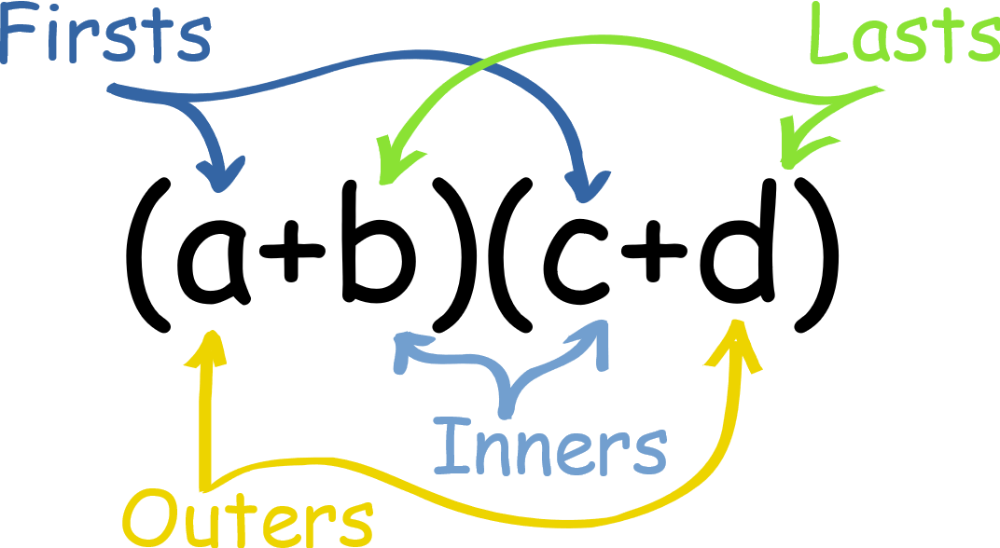 Firsts
Lasts
(a+b)(c+d)
Inners
Outers